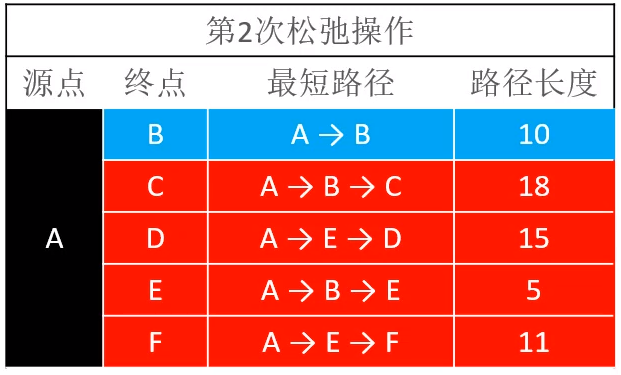 第2次松弛操作
源点 终点 最短路径 路径长度
B A → B 10
C A → B → C 18
A D A → E → D 15
E A → B → E 5
F A → E → F 11